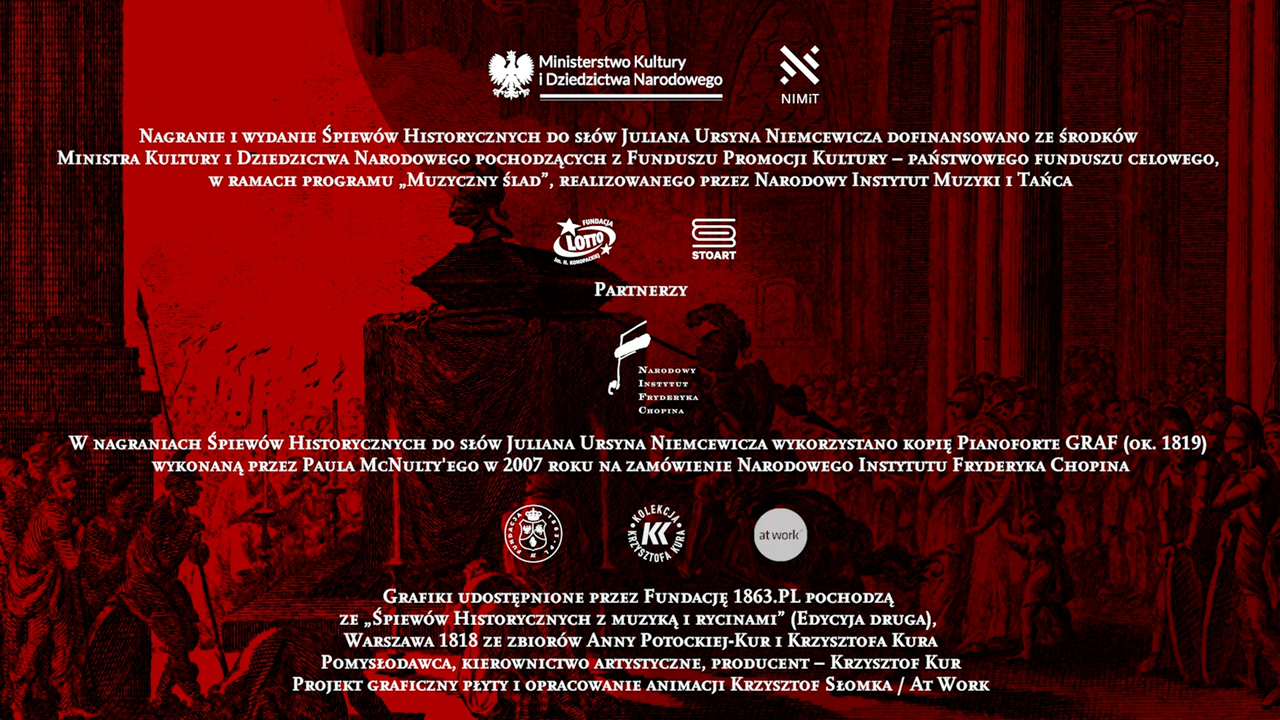 Ministerstwo Kultury
i Dziedzictwa Narodowego
NIMiT
Nagranie i wydanie Śpiewów Historycznych do słów Juliana Ursyna Niemcewicza dofinansowano ze środków
Ministra Kultury i Dziedzictwa Narodowego pochodzących z Funduszu Promocji Kultury – państwowego funduszu celowego,
w ramach programu „Muzyczny ślad”, realizowanego przez Narodowy Instytut Muzyki i Tańca
FUNDACJA
LOTTO
im. H. KONOPACKIEJ
STOART
Partnerzy
Narodowy
Instytut
Fryderyka
Chopina
W nagraniach Śpiewów Historycznych do słów Juliana Ursyna Niemcewicza wykorzystano kopię Pianoforte GRAF (ok. 1819)
wykonaną przez Paula McNulty'ego w 2007 roku na zamówienie Narodowego Instytutu Fryderyka Chopina
FUNDACJA 1863.PL
KOLEKCJA
KK
KRZYSZTOFA KURA
at work
Grafiki udostępnione przez Fundację 1863.PL pochodzą
ze „Śpiewów Historycznych z muzyką i rycinami” (Edycyja druga),
Warszawa 1818 ze zbiorów Anny Potockiej-Kur i Krzysztofa Kura
Pomysłodawca, kierownictwo artystyczne, producent – Krzysztof Kur
Projekt graficzny płyty i opracowanie animacji Krzysztof Słomka / At Work